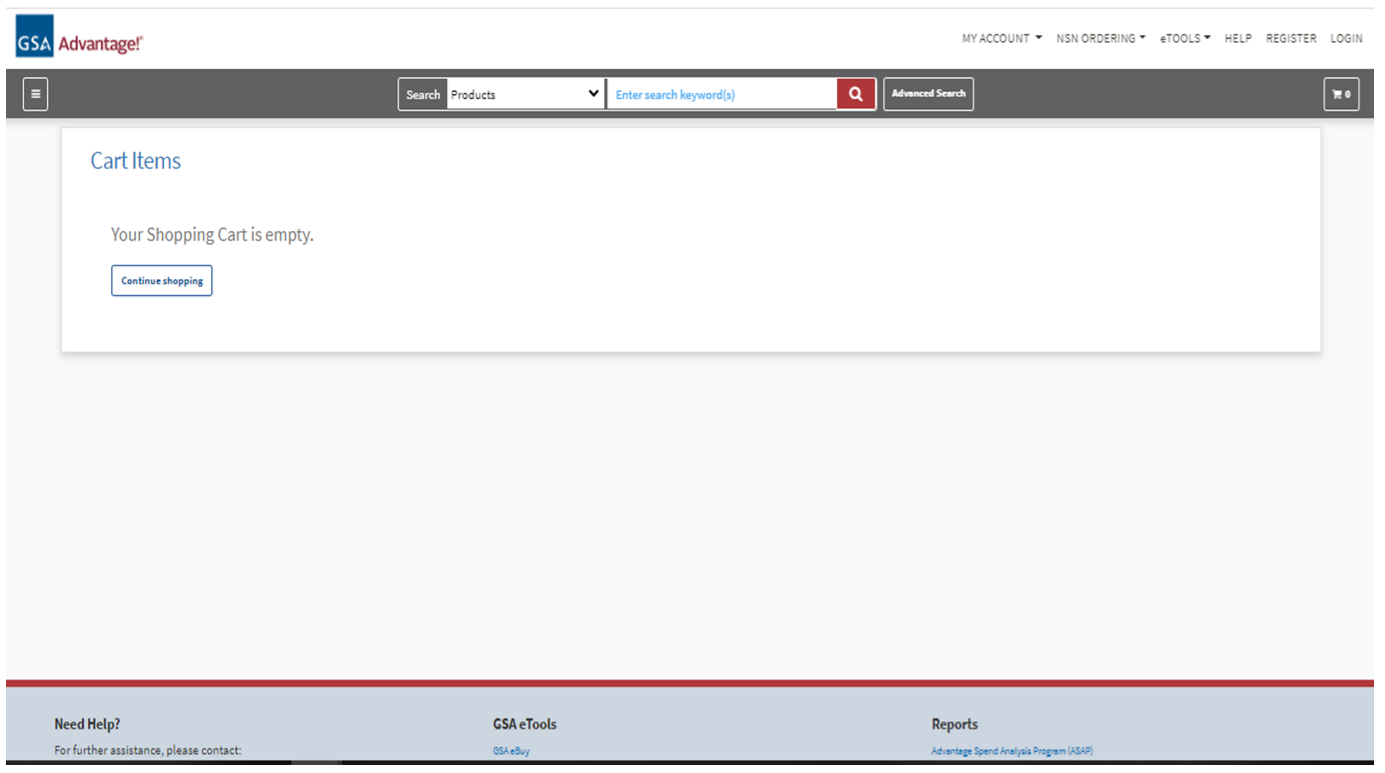 GSA Advantage!®
MY ACCOUNT NSN ORDERING eTOOLS HELP REGISTER LOGIN
Search Products Enter search keyword(s) Advanced Search 0
Cart Items
Your Shopping Cart is empty.
Continue shopping
Need Help? GSA eTools Reports
For further assistance, please contact: GSA eBuy Advantage Spend Analysis Program (ASAP)